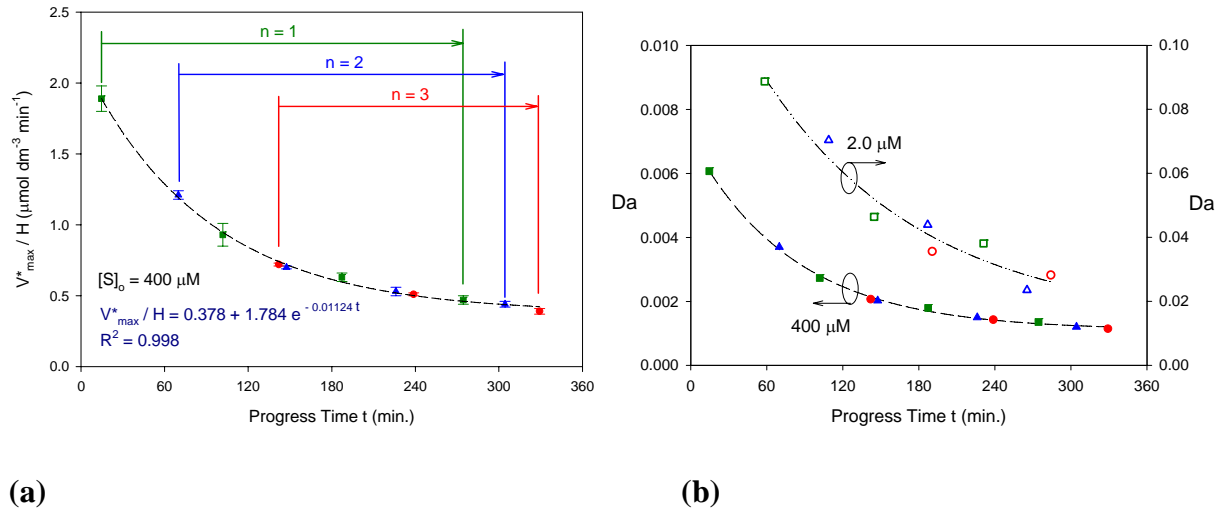 2.5
2.0
1.5
1.0
0.5
0.0
V*max / H (μmol dm-3 min-1)
n = 1
n = 2
n = 3
[S]o = 400 μM
V*max / H = 0.378 + 1.784 e - 0.01124 t
R2 = 0.998
0 60 120 180 240 300 360
Progress Time t (min.)
(a)
0.010
0.008
0.006
0.004
0.002
0.000
Da
2.0 μM
400 μM
0.10
0.08
0.06
0.04
0.02
0.00
Da
0 60 120 180 240 300 360
Progress Time t (min.)
(b)